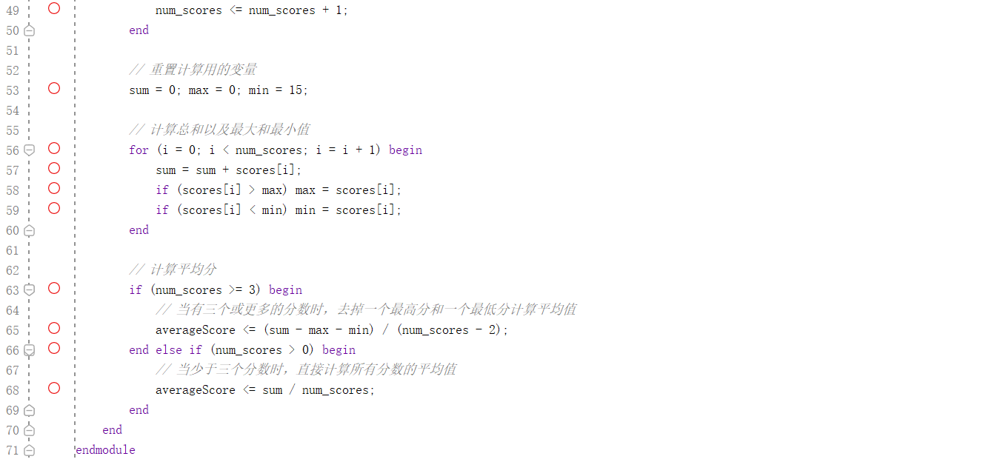 49 num_scores <= num_scores + 1;
50 end
51
52 // 重置计算用的变量
53 sum = 0; max = 0; min = 15;
54
55 // 计算总和以及最大和最小值
56 for (i = 0; i < num_scores; i = i + 1) begin
57 sum = sum + scores[i];
58 if (scores[i] > max) max = scores[i];
59 if (scores[i] < min) min = scores[i];
60 end
61
62 // 计算平均分
63 if (num_scores >= 3) begin
64 // 当有三个或更多的分数时，去掉一个最高分和一个最低分计算平均值
65 averageScore <= (sum - max - min) / (num_scores - 2);
66 end else if (num_scores > 0) begin
67 // 当少于三个分数时，直接计算所有分数的平均值
68 averageScore <= sum / num_scores;
69 end
70 end
71 endmodule